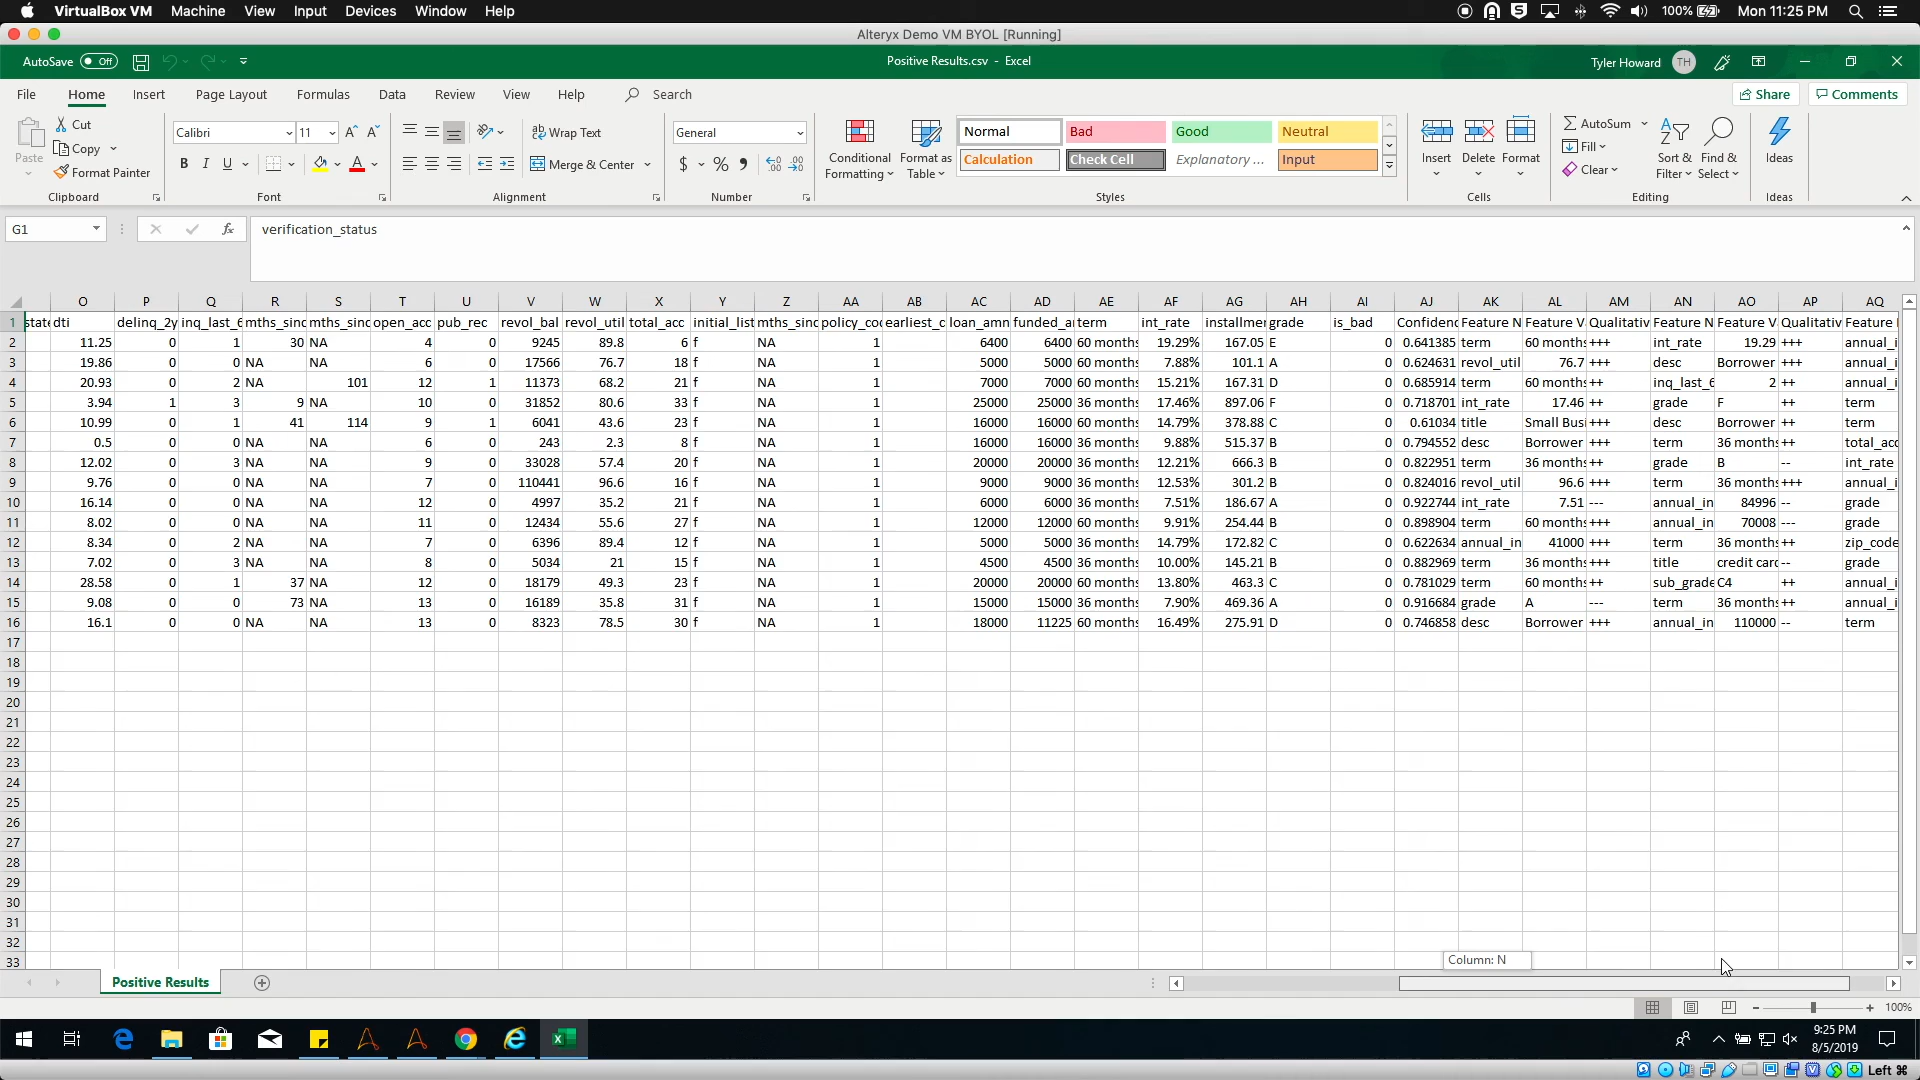 VirtualBox VM Machine View Input Devices Window Help 100% Mon 11:25 PM
Alteryx Demo VM BYOL [Running]
AutoSave Off Positive Results.csv - Excel Tyler Howard TH
File Home Insert Page Layout Formulas Data Review View Help Search Share Comments
Paste Cut Copy Format Painter
Calibri 11 B I U
Wrap Text Merge & Center
General $ %
Conditional Formatting Format as Table
Normal Bad Good Neutral
Calculation Check Cell Explanatory ... Input
Insert Delete Format
AutoSum Fill Clear Sort & Filter Find & Select Ideas
Clipboard Font Alignment Number Styles Cells Editing Ideas
G1 fx verification_status
O P Q R S T U V W X Y Z AA AB AC AD AE AF AG AH AI AJ AK AL AM AN AO AP AQ
1 state dti delinq_2y inq_last_6 mths_sinc mths_sinc open_acc pub_rec revol_bal revol_util total_acc initial_list mths_sinc policy_co earliest_c loan_amn funded_a term int_rate installme grade is_bad Confidenc Feature N Feature V Qualitativ Feature N Feature V Qualitativ Feature
2 11.25 0 1 30 NA 4 0 9245 89.8 6 f NA 1 6400 6400 60 months 19.29% 167.05 E 0 0.641385 term 60 months +++ int_rate 19.29 +++ annual_i
3 19.86 0 0 NA NA 6 0 17566 76.7 18 f NA 1 5000 5000 60 months 7.88% 101.1 A 0 0.624631 revol_util 76.7 +++ desc Borrower +++ annual_i
4 20.93 0 2 NA 101 12 1 11373 68.2 21 f NA 1 7000 7000 60 months 15.21% 167.31 D 0 0.685914 term 60 months ++ inq_last_6 2 ++ annual_i
5 3.94 1 3 9 NA 10 0 31852 80.6 33 f NA 1 25000 25000 36 months 17.46% 897.06 F 0 0.718701 int_rate 17.46 ++ grade F ++ term
6 10.99 0 1 41 114 9 1 6041 43.6 23 f NA 1 16000 16000 60 months 14.79% 378.88 C 0 0.61034 title Small Busi +++ desc Borrower ++ term
7 0.5 0 0 NA NA 6 0 243 2.3 8 f NA 1 16000 16000 36 months 9.88% 515.37 B 0 0.794552 desc Borrower +++ term 36 months ++ total_acc
8 12.02 0 3 NA NA 9 0 33028 57.4 20 f NA 1 20000 20000 36 months 12.21% 666.3 B 0 0.822951 term 36 months ++ grade B -- int_rate
9 9.76 0 0 NA NA 7 0 110441 96.6 16 f NA 1 9000 9000 36 months 12.53% 301.2 B 0 0.824016 revol_util 96.6 +++ term 36 months +++ annual_i
10 16.14 0 0 NA NA 12 0 4997 35.2 21 f NA 1 6000 6000 36 months 7.51% 186.67 A 0 0.922744 int_rate 7.51 --- annual_in 84996 -- grade
11 8.02 0 0 NA NA 11 0 12434 55.6 27 f NA 1 12000 12000 60 months 9.91% 254.44 B 0 0.898904 term 60 months +++ annual_in 70008 --- grade
12 8.34 0 2 NA NA 7 0 6396 89.4 12 f NA 1 5000 5000 36 months 14.79% 172.82 C 0 0.622634 annual_in 41000 +++ term 36 months ++ zip_code
13 7.02 0 3 NA NA 8 0 5034 21 15 f NA 1 4500 4500 36 months 10.00% 145.21 B 0 0.882969 term 36 months +++ title credit card -- grade
14 28.58 0 1 37 NA 12 0 18179 49.3 23 f NA 1 20000 20000 60 months 13.80% 463.3 C 0 0.781029 term 60 months ++ sub_grade C4 ++ annual_i
15 9.08 0 0 73 NA 13 0 16189 35.8 31 f NA 1 15000 15000 36 months 7.90% 469.36 A 0 0.916684 grade A --- term 36 months ++ annual_i
16 16.1 0 0 NA NA 13 0 8323 78.5 30 f NA 1 18000 11225 60 months 16.49% 275.91 D 0 0.746858 desc Borrower +++ annual_in 110000 -- term
17
18
19
20
21
22
23
24
25
26
27
28
29
30
31
32
33
Column: N
Positive Results
100%
9:25 PM
8/5/2019
Left ⌘